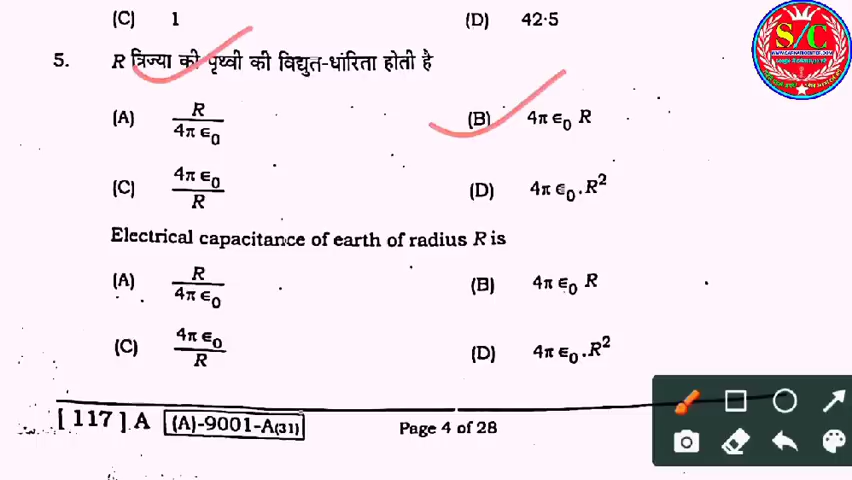 (C) 1 (D) 42·5
S/C
5. R त्रिज्या की पृथ्वी की विद्युत-धारिता होती है
(A) R / 4π ∈₀ (B) 4π ∈₀ R
(C) 4π ∈₀ / R (D) 4π ∈₀ . R²
Electrical capacitance of earth of radius R is
(A) R / 4π ∈₀ (B) 4π ∈₀ R
(C) 4π ∈₀ / R (D) 4π ∈₀ . R²
[ 117 ] A (A)-9001-A(31) Page 4 of 28